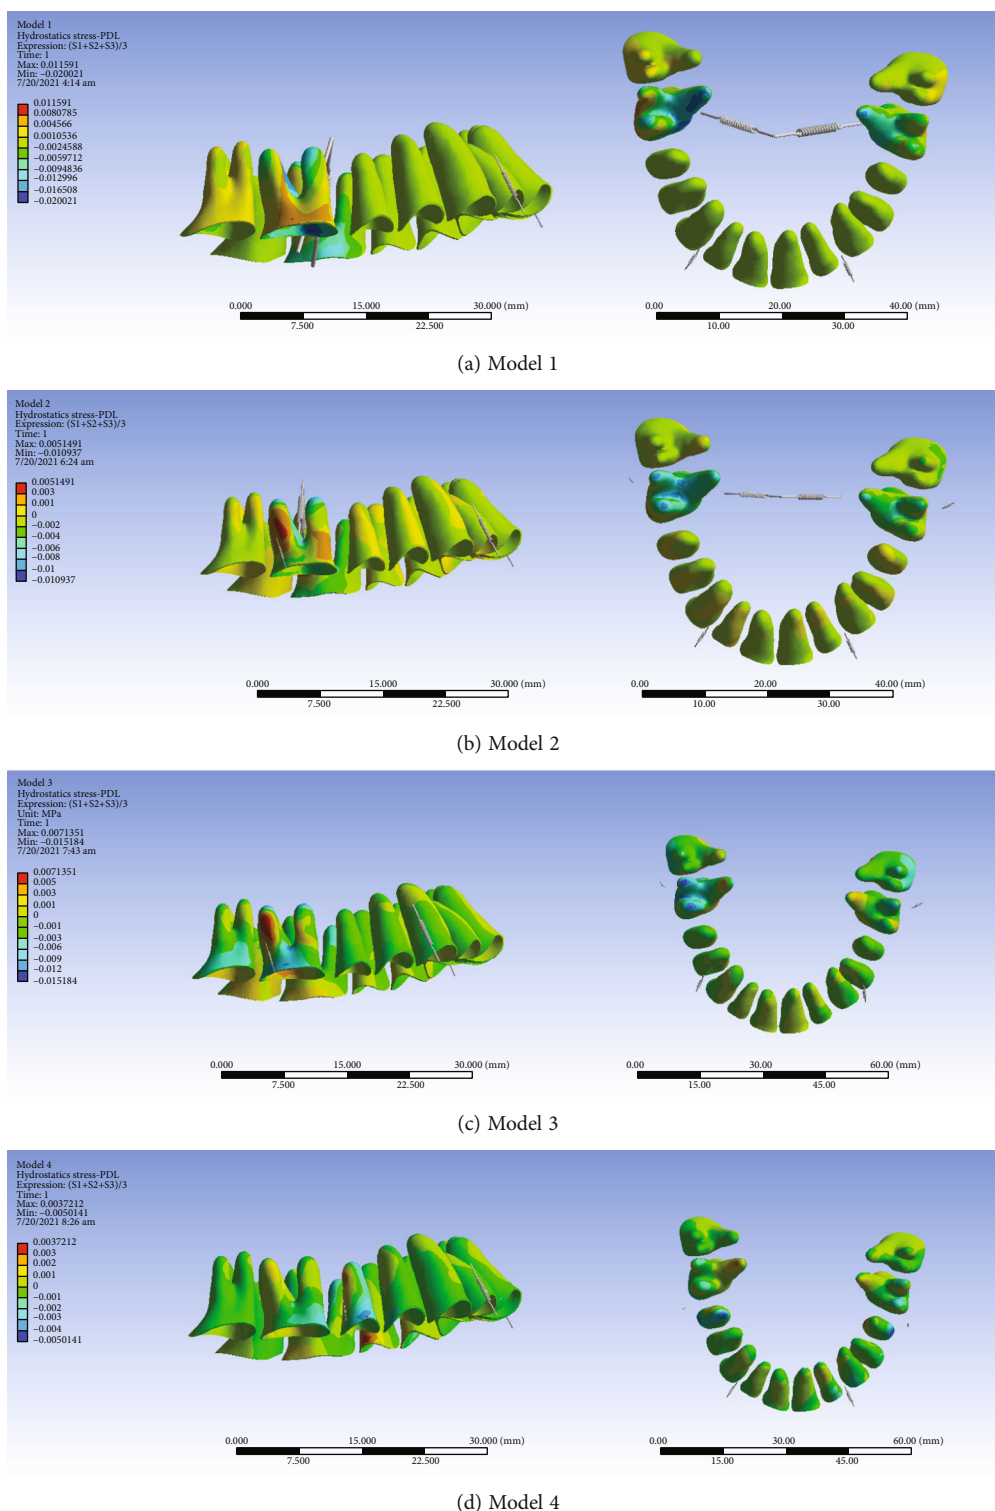 Model 1
Hydrostatics stress-PDL
Expression: (S1+S2+S3)/3
Time: 1
Max: 0.011591
Min: –0.020021
7/20/2021 4:14 am
0.011591
0.0080785
0.004566
0.0010536
–0.0024588
–0.0059712
–0.0094836
–0.012996
–0.016508
–0.020021
0.000 15.000 30.000 (mm)
7.500 22.500
0.00 20.00 40.00 (mm)
10.00 30.00
(a) Model 1
Model 2
Hydrostatics stress-PDL
Expression: (S1+S2+S3)/3
Time: 1
Max: 0.0051491
Min: –0.010937
7/20/2021 6:24 am
0.0051491
0.003
0.001
0
–0.002
–0.004
–0.006
–0.008
–0.01
–0.010937
0.000 15.000 30.000 (mm)
7.500 22.500
0.00 20.00 40.00 (mm)
10.00 30.00
(b) Model 2
Model 3
Hydrostatics stress-PDL
Expression: (S1+S2+S3)/3
Unit: MPa
Time: 1
Max: 0.0071351
Min: –0.015184
7/20/2021 7:43 am
0.0071351
0.005
0.003
0.001
0
–0.001
–0.003
–0.006
–0.009
–0.012
–0.015184
0.000 15.000 30.000 (mm)
7.500 22.500
0.00 30.00 60.00 (mm)
15.00 45.00
(c) Model 3
Model 4
Hydrostatics stress-PDL
Expression: (S1+S2+S3)/3
Time: 1
Max: 0.0037212
Min: –0.0050141
7/20/2021 8:26 am
0.0037212
0.003
0.002
0.001
0
–0.001
–0.002
–0.003
–0.004
–0.0050141
0.000 15.000 30.000 (mm)
7.500 22.500
0.00 30.00 60.00 (mm)
15.00 45.00
(d) Model 4